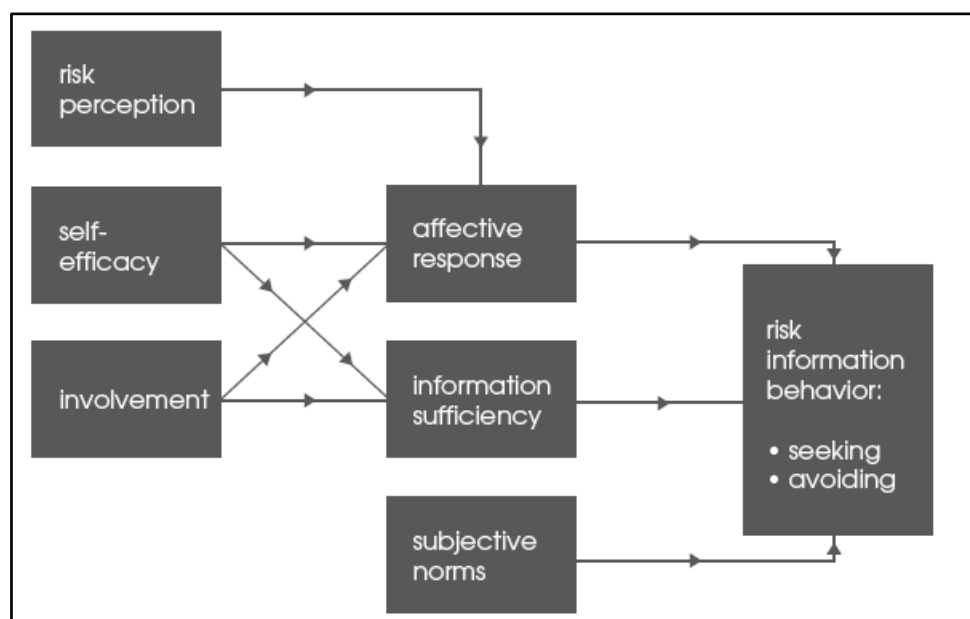 risk
perception
self-
efficacy
involvement
affective
response
information
sufficiency
subjective
norms
risk
information
behavior:
• seeking
• avoiding